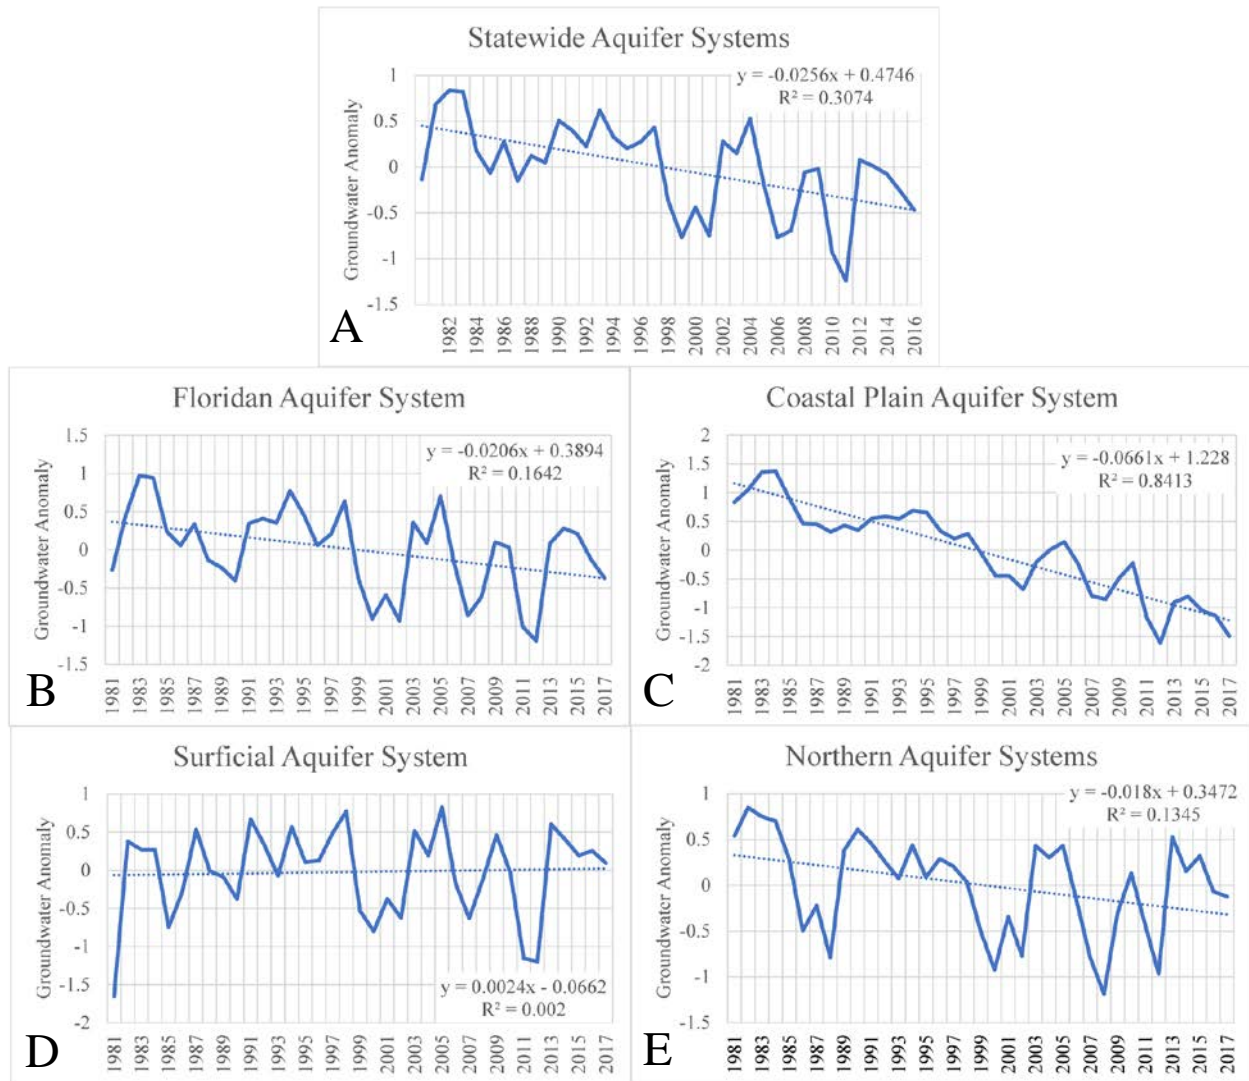 Statewide Aquifer Systems
y = -0.0256x + 0.4746
R² = 0.3074
Groundwater Anomaly
1
0.5
0
-0.5
-1
-1.5
1982 1984 1986 1988 1990 1992 1994 1996 1998 2000 2002 2004 2006 2008 2010 2012 2014 2016
A
Floridan Aquifer System
y = -0.0206x + 0.3894
R² = 0.1642
Groundwater Anomaly
1.5
1
0.5
0
-0.5
-1
-1.5
1981 1983 1985 1987 1989 1991 1993 1995 1997 1999 2001 2003 2005 2007 2009 2011 2013 2015 2017
B
Coastal Plain Aquifer System
y = -0.0661x + 1.228
R² = 0.8413
Groundwater Anomaly
2
1.5
1
0.5
0
-0.5
-1
-1.5
-2
1981 1983 1985 1987 1989 1991 1993 1995 1997 1999 2001 2003 2005 2007 2009 2011 2013 2015 2017
C
Surficial Aquifer System
Groundwater Anomaly
1
0.5
0
-0.5
-1
-1.5
-2
y = 0.0024x - 0.0662
R² = 0.002
1981 1983 1985 1987 1989 1991 1993 1995 1997 1999 2001 2003 2005 2007 2009 2011 2013 2015 2017
D
Northern Aquifer Systems
y = -0.018x + 0.3472
R² = 0.1345
Groundwater Anomaly
1
0.5
0
-0.5
-1
-1.5
1981 1983 1985 1987 1989 1991 1993 1995 1997 1999 2001 2003 2005 2007 2009 2011 2013 2015 2017
E